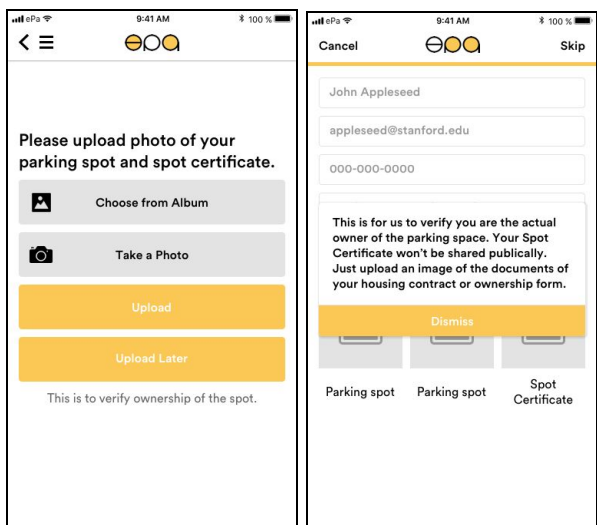 ePa
9:41 AM
100 %
epa
Please upload photo of your
parking spot and spot certificate.
Choose from Album
Take a Photo
Upload
Upload Later
This is to verify ownership of the spot.
ePa
9:41 AM
100 %
Cancel
epa
Skip
John Appleseed
appleseed@stanford.edu
000-000-0000
This is for us to verify you are the actual
owner of the parking space. Your Spot
Certificate won't be shared publically.
Just upload an image of the documents of
your housing contract or ownership form.
Dismiss
Parking spot
Parking spot
Spot
Certificate